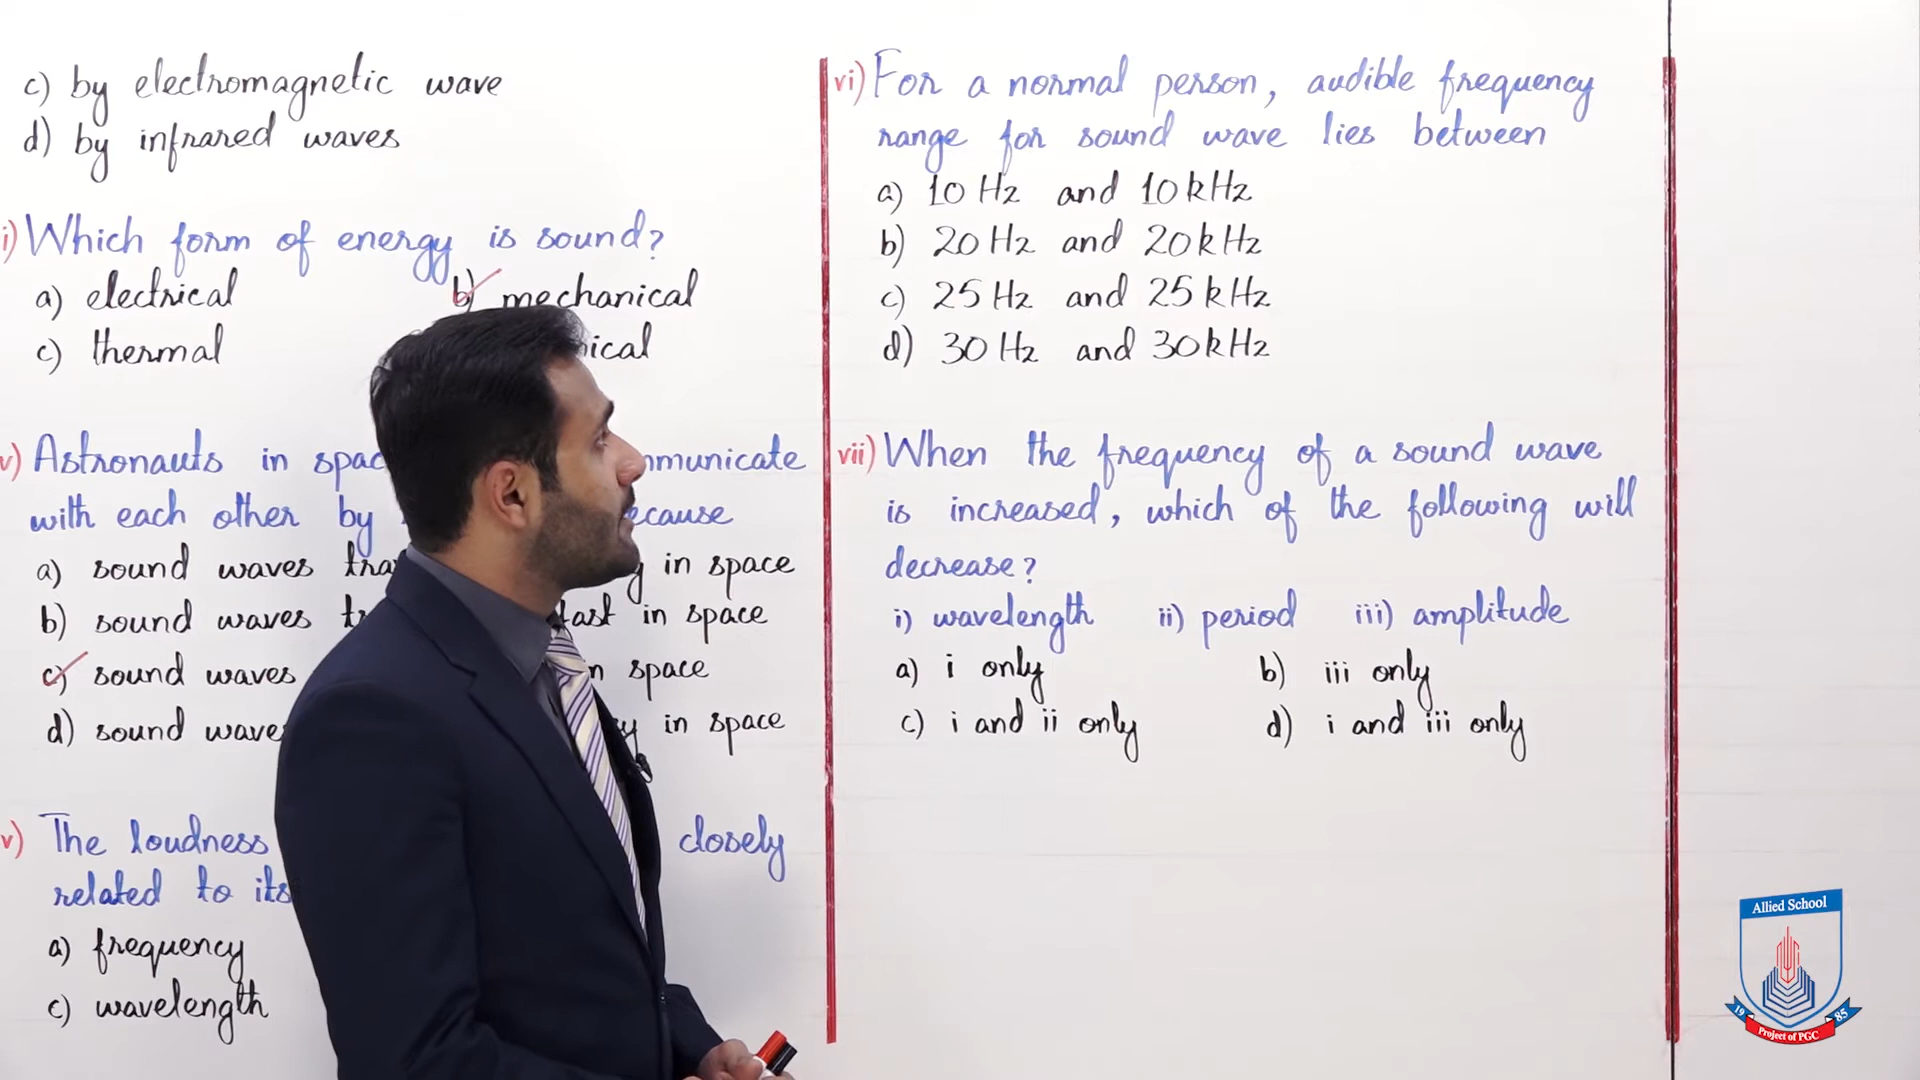 c) by electromagnetic wave
d) by infrared waves
i) Which form of energy is sound?
a) electrical b) mechanical
c) thermal
v) Astronauts in communicate
with each other by
a) sound waves in space
b) sound waves fast in space
c) sound waves space
d) sound in space
v) The loudness closely
related to its
a) frequency
c) wavelength
vi) For a normal person, audible frequency
range for sound wave lies between
a) 10 Hz and 10 kHz
b) 20 Hz and 20 kHz
c) 25 Hz and 25 kHz
d) 30 Hz and 30 kHz
vii) When the frequency of a sound wave
is increased, which of the following will
decrease?
i) wavelength ii) period iii) amplitude
a) i only b) iii only
c) i and ii only d) i and iii only
Allied School
19 85
Project of PGC